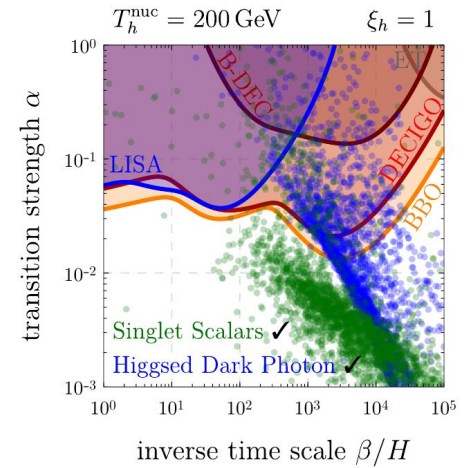 T_h^nuc = 200 GeV ξ_h = 1
transition strength α
10^0
10^-1
10^-2
10^-3
B-DEC
ET
LISA
DECIGO
BBO
Singlet Scalars ✓
Higgsed Dark Photon ✓
10^0 10^1 10^2 10^3 10^4 10^5
inverse time scale β/H